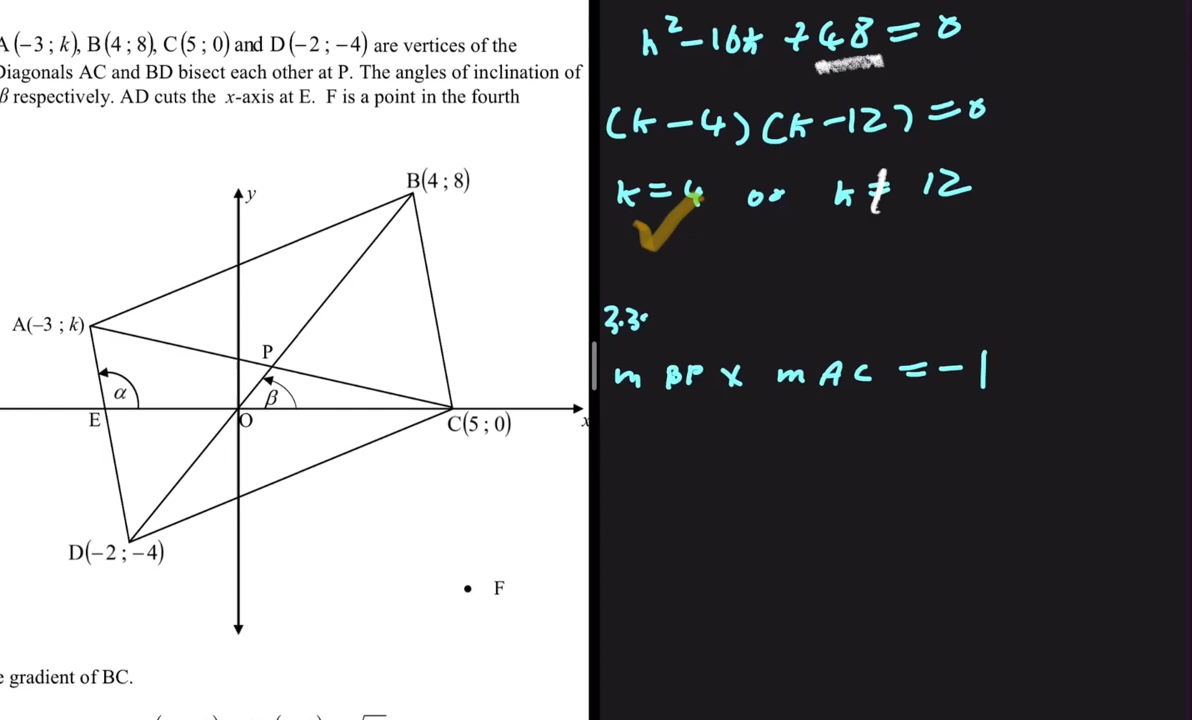 A(−3 ; k), B(4 ; 8), C(5 ; 0) and D(−2 ; −4) are vertices of the
Diagonals AC and BD bisect each other at P. The angles of inclination of
β respectively. AD cuts the x-axis at E. F is a point in the fourth
y
B(4 ; 8)
A(−3 ; k)
P
α
β
E
O
C(5 ; 0)
x
D(−2 ; −4)
F
e gradient of BC.
k² − 16k + 48 = 0
(k − 4)(k − 12) = 0
k = 4 or k ≠ 12
3.3.
m BP × m AC = −1